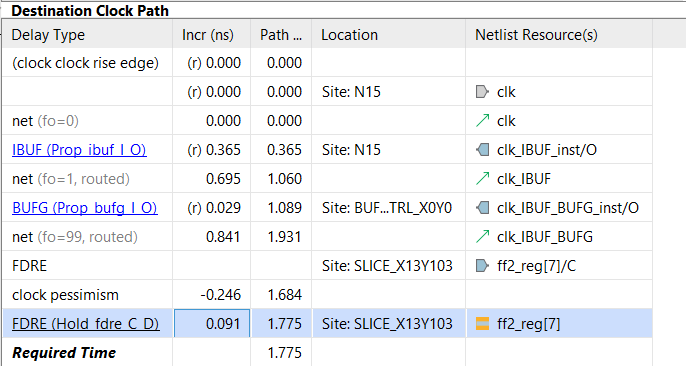 Destination Clock Path
Delay Type Incr (ns) Path ... Location Netlist Resource(s)
(clock clock rise edge) (r) 0.000 0.000
(r) 0.000 0.000 Site: N15 clk
net (fo=0) 0.000 0.000 clk
IBUF (Prop_ibuf_I_O) (r) 0.365 0.365 Site: N15 clk_IBUF_inst/O
net (fo=1, routed) 0.695 1.060 clk_IBUF
BUFG (Prop_bufg_I_O) (r) 0.029 1.089 Site: BUF...TRL_X0Y0 clk_IBUF_BUFG_inst/O
net (fo=99, routed) 0.841 1.931 clk_IBUF_BUFG
FDRE Site: SLICE_X13Y103 ff2_reg[7]/C
clock pessimism -0.246 1.684
FDRE (Hold_fdre_C_D) 0.091 1.775 Site: SLICE_X13Y103 ff2_reg[7]
Required Time 1.775